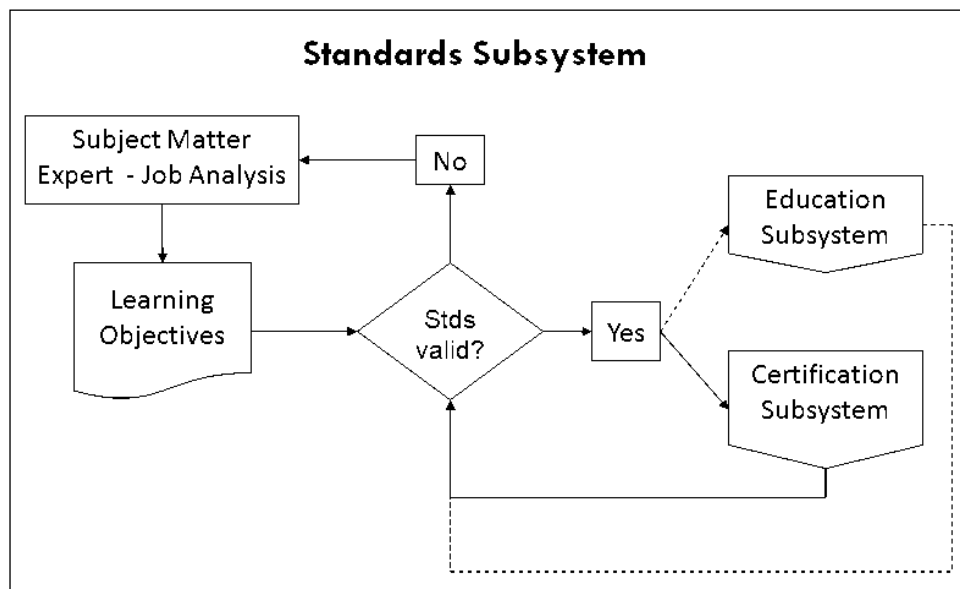 Standards Subsystem
Subject Matter
Expert - Job Analysis
No
Education
Subsystem
Learning
Objectives
Stds
valid?
Yes
Certification
Subsystem